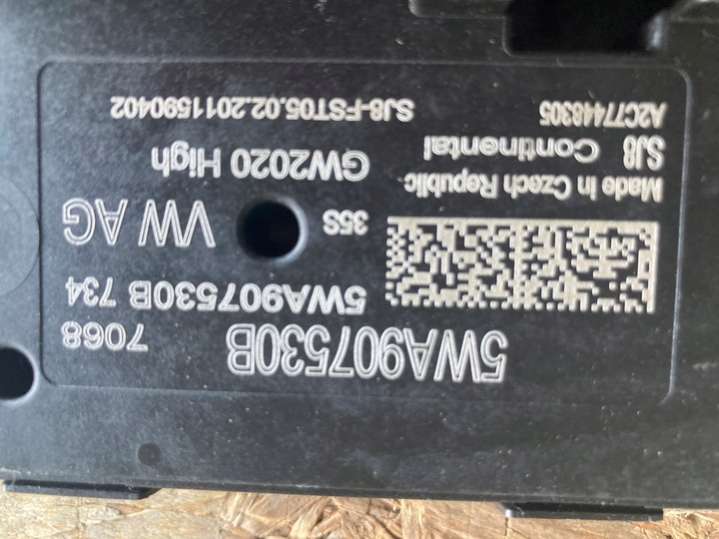 5WA907530B
7068
5WA907530B 734
35S
VW AG
Made in Czech Republic
SJ8 Continental
GW2020 High
A2C77448305
SJ8-FST05.02.2011590402